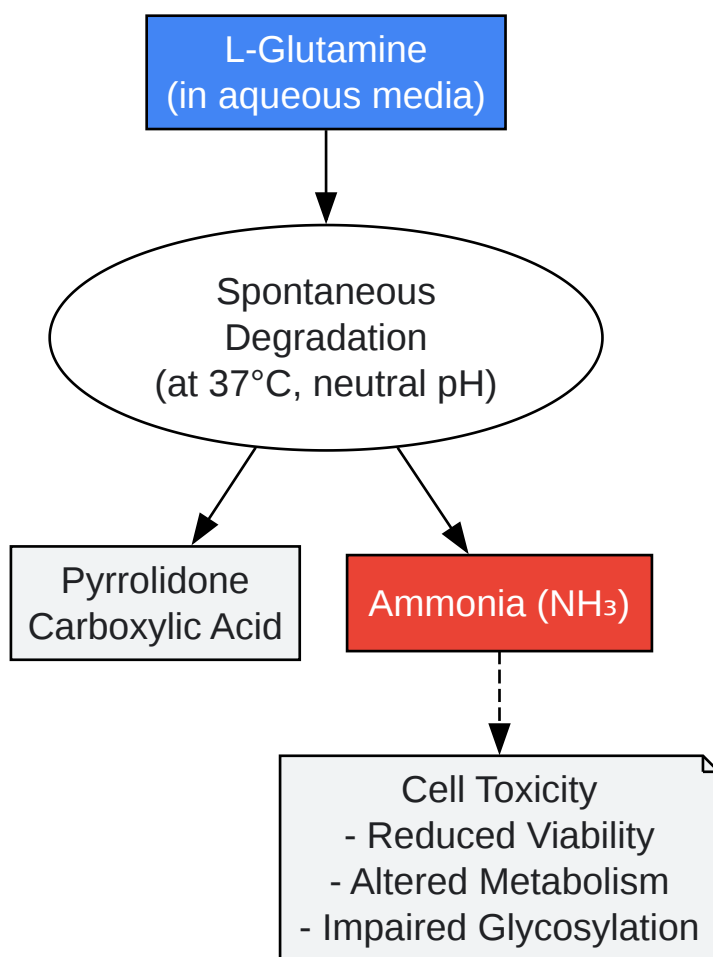 L-Glutamine
(in aqueous media)
Spontaneous
Degradation
(at 37°C, neutral pH)
Pyrrolidone
Carboxylic Acid
Ammonia (NH₃)
Cell Toxicity
- Reduced Viability
- Altered Metabolism
- Impaired Glycosylation